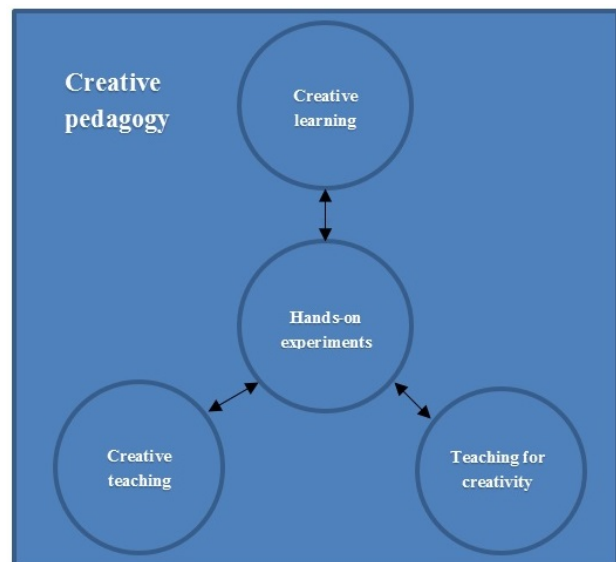 Creative
pedagogy
Creative
learning
Hands-on
experiments
Creative
teaching
Teaching for
creativity